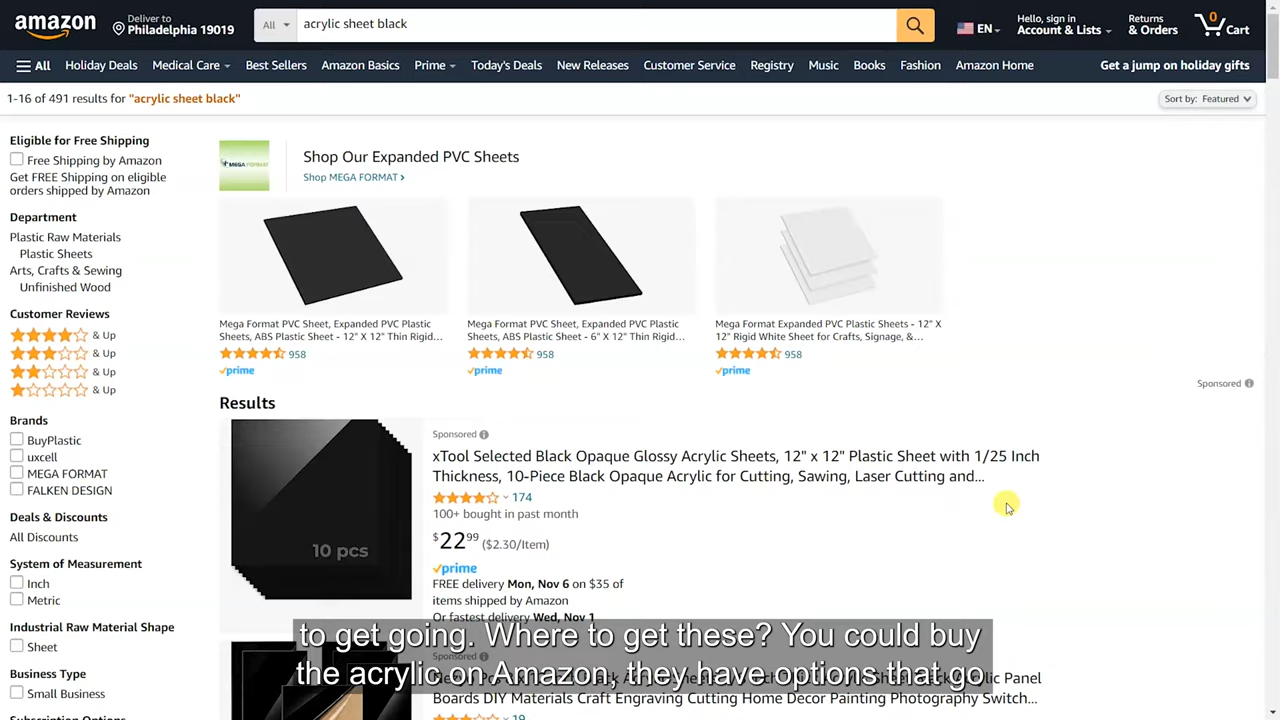 amazon
Deliver to
Philadelphia 19019
All
acrylic sheet black
EN
Hello, sign in
Account & Lists
Returns
& Orders
0
Cart
All
Holiday Deals
Medical Care
Best Sellers
Amazon Basics
Prime
Today's Deals
New Releases
Customer Service
Registry
Music
Books
Fashion
Amazon Home
Get a jump on holiday gifts
1-16 of 491 results for "acrylic sheet black"
Sort by: Featured
Eligible for Free Shipping
Free Shipping by Amazon
Get FREE Shipping on eligible
orders shipped by Amazon
Department
Plastic Raw Materials
Plastic Sheets
Arts, Crafts & Sewing
Unfinished Wood
Customer Reviews
& Up
& Up
& Up
& Up
Brands
BuyPlastic
uxcell
MEGA FORMAT
FALKEN DESIGN
Deals & Discounts
All Discounts
System of Measurement
Inch
Metric
Industrial Raw Material Shape
Sheet
Business Type
Small Business
MEGA FORMAT
Shop Our Expanded PVC Sheets
Shop MEGA FORMAT
Mega Format PVC Sheet, Expanded PVC Plastic
Sheets, ABS Plastic Sheet - 12" X 12" Thin Rigid...
958
prime
Mega Format PVC Sheet, Expanded PVC Plastic
Sheets, ABS Plastic Sheet - 6" X 12" Thin Rigid...
958
prime
Mega Format Expanded PVC Plastic Sheets - 12" X
12" Rigid White Sheet for Crafts, Signage, &...
958
prime
Sponsored
Results
10 pcs
Sponsored
xTool Selected Black Opaque Glossy Acrylic Sheets, 12" x 12" Plastic Sheet with 1/25 Inch
Thickness, 10-Piece Black Opaque Acrylic for Cutting, Sawing, Laser Cutting and...
174
100+ bought in past month
$22.99 ($2.30/Item)
prime
FREE delivery Mon, Nov 6 on $35 of
items shipped by Amazon
Or fastest delivery Wed, Nov 1
Sponsored
Acrylic Panel
Boards DIY Materials Craft Engraving Cutting Home Decor Painting Photography Switch...
19
to get going. Where to get these? You could buy
the acrylic on Amazon, they have options that go